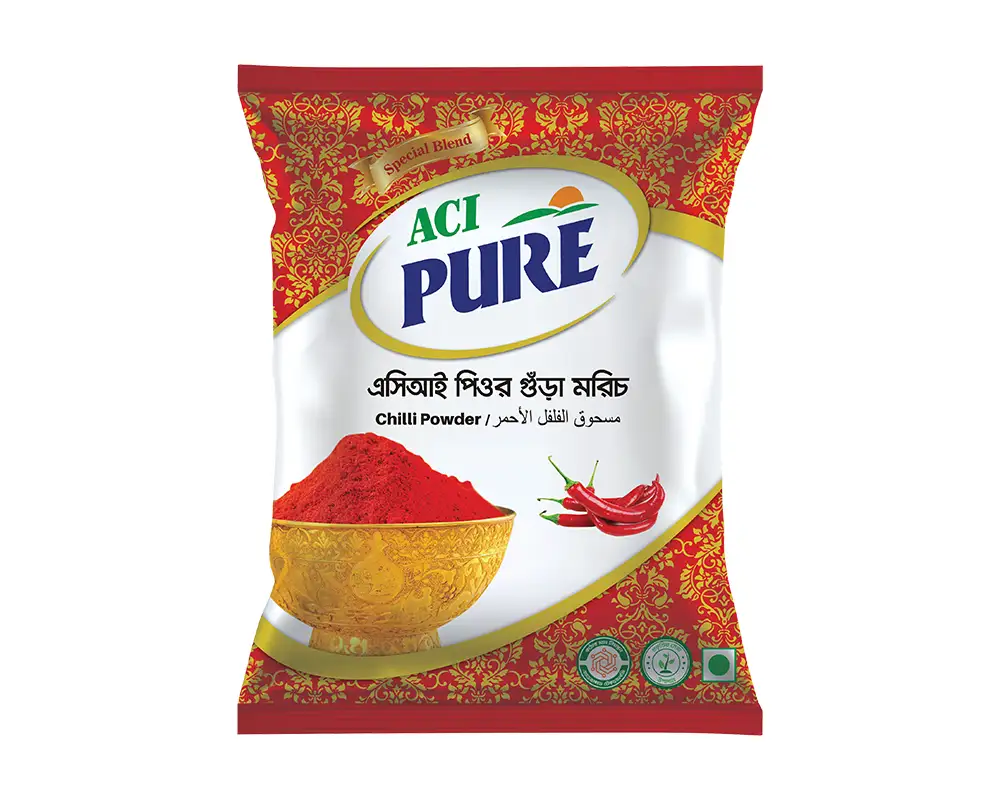 Special Blend
ACI
PURE
এসিআই পিওর গুঁড়া মরিচ
Chilli Powder / مسحوق الفلفل الأحمر